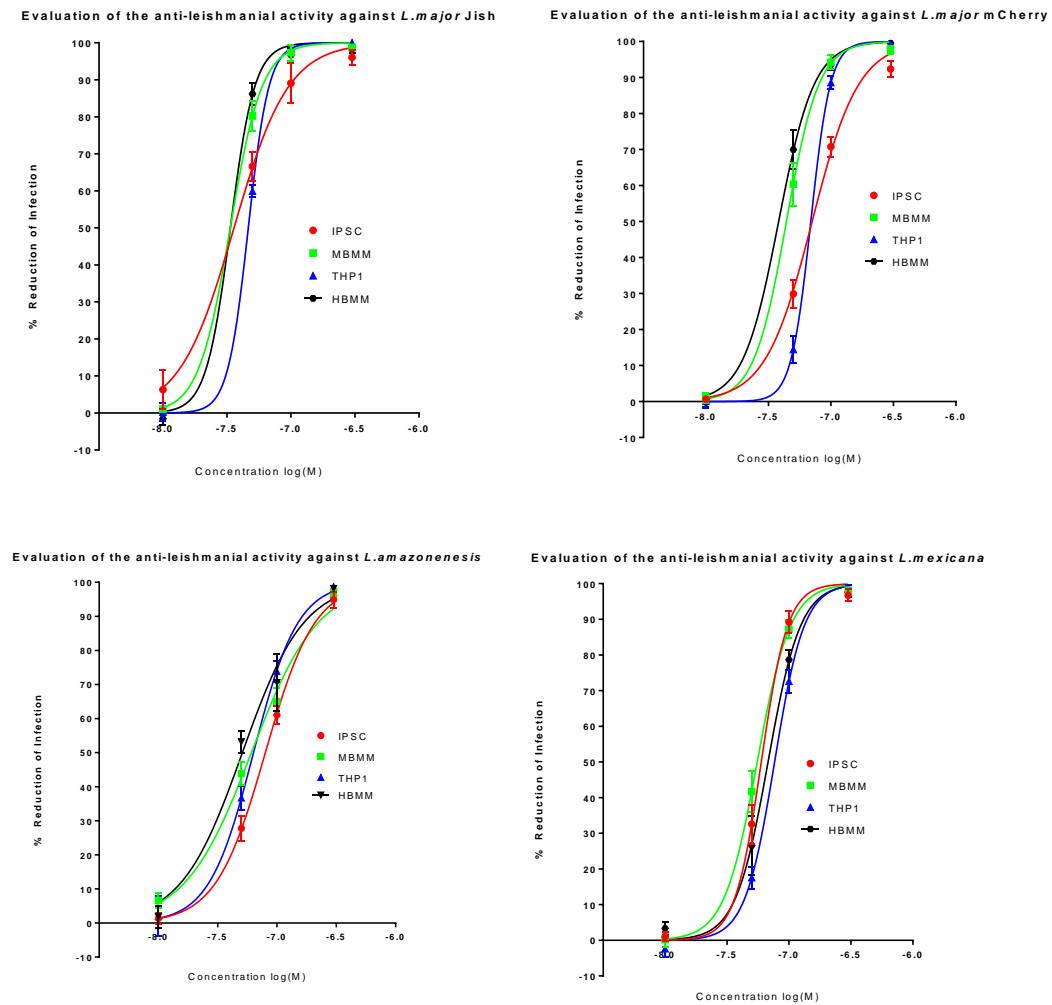 Evaluation of the anti-leishmanial activity against L.major Jish
100
90
80
70
60
50
40
30
20
10
0
-10
% Reduction of Infection
IPSC
MBMM
THP1
HBMM
-8.0 -7.5 -7.0 -6.5 -6.0
Concentration log(M)
Evaluation of the anti-leishmanial activity against L.major mCherry
100
90
80
70
60
50
40
30
20
10
0
-10
% Reduction of Infection
IPSC
MBMM
THP1
HBMM
-8.0 -7.5 -7.0 -6.5 -6.0
Concentration log(M)
Evaluation of the anti-leishmanial activity against L.amazonenesis
100
90
80
70
60
50
40
30
20
10
0
-10
% Reduction of Infection
IPSC
MBMM
THP1
HBMM
-8.0 -7.5 -7.0 -6.5 -6.0
Concentration log(M)
Evaluation of the anti-leishmanial activity against L.mexicana
100
90
80
70
60
50
40
30
20
10
0
-10
% Reduction of Infection
IPSC
MBMM
THP1
HBMM
-8.0 -7.5 -7.0 -6.5 -6.0
Concentration log(M)